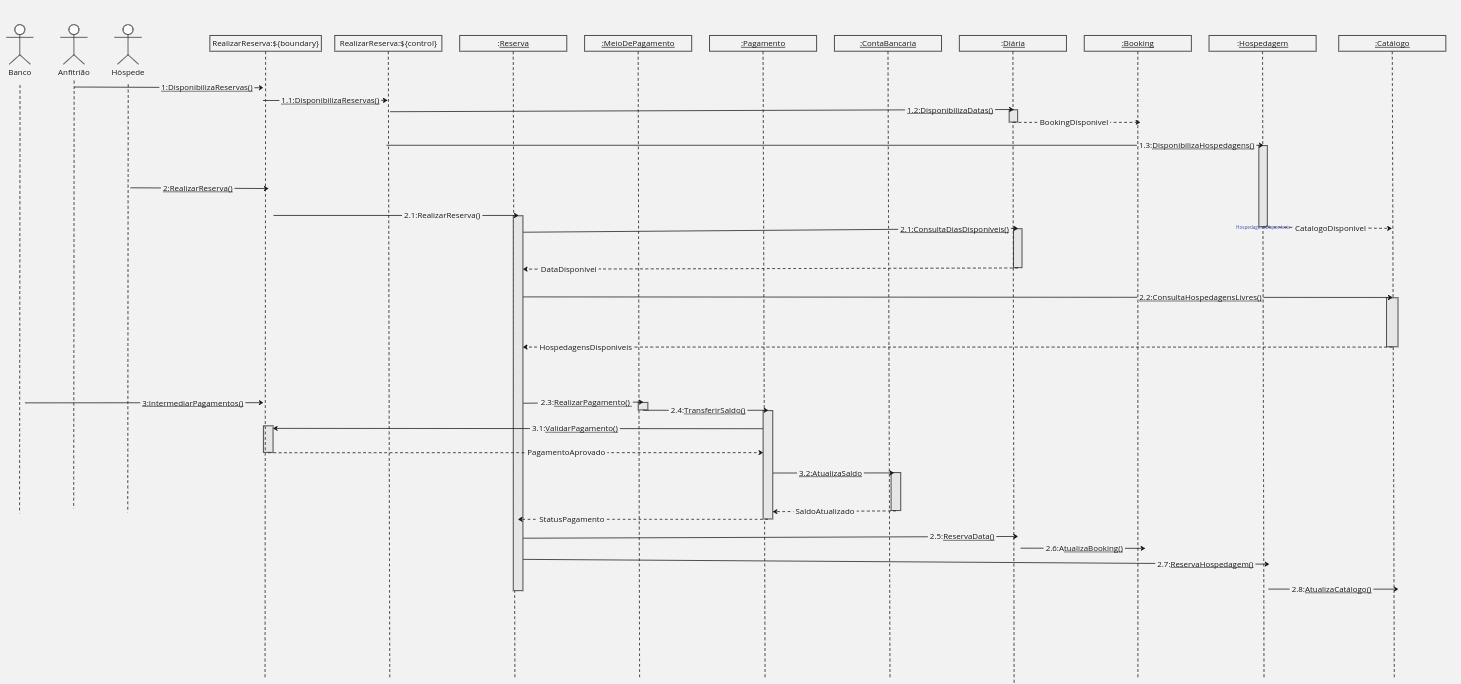 RealizarReserva:${boundary}
RealizarReserva:${control}
:Reserva
:MeioDePagamento
:Pagamento
:ContaBancaria
:Diária
:Booking
:Hospedagem
:Catálogo
Banco
Anfitrião
Hóspede
1:DisponibilizaReservas()
1.1:DisponibilizaReservas()
1.2:DisponibilizaDatas()
BookingDisponivel
1.3:DisponibilizaHospedagens()
2:RealizarReserva()
2.1:RealizarReserva()
2.1:ConsultaDiasDisponíveis()
CatalogoDisponivel
DataDisponivel
2.2:ConsultaHospedagensLivres()
HospedagensDisponiveis
3:IntermediarPagamentos()
2.3:RealizarPagamento()
2.4:TransferirSaldo()
3.1:ValidarPagamento()
PagamentoAprovado
3.2:AtualizaSaldo
SaldoAtualizado
StatusPagamento
2.5:ReservaData()
2.6:AtualizaBooking()
2.7:ReservaHospedagem()
2.8:AtualizaCatálogo()